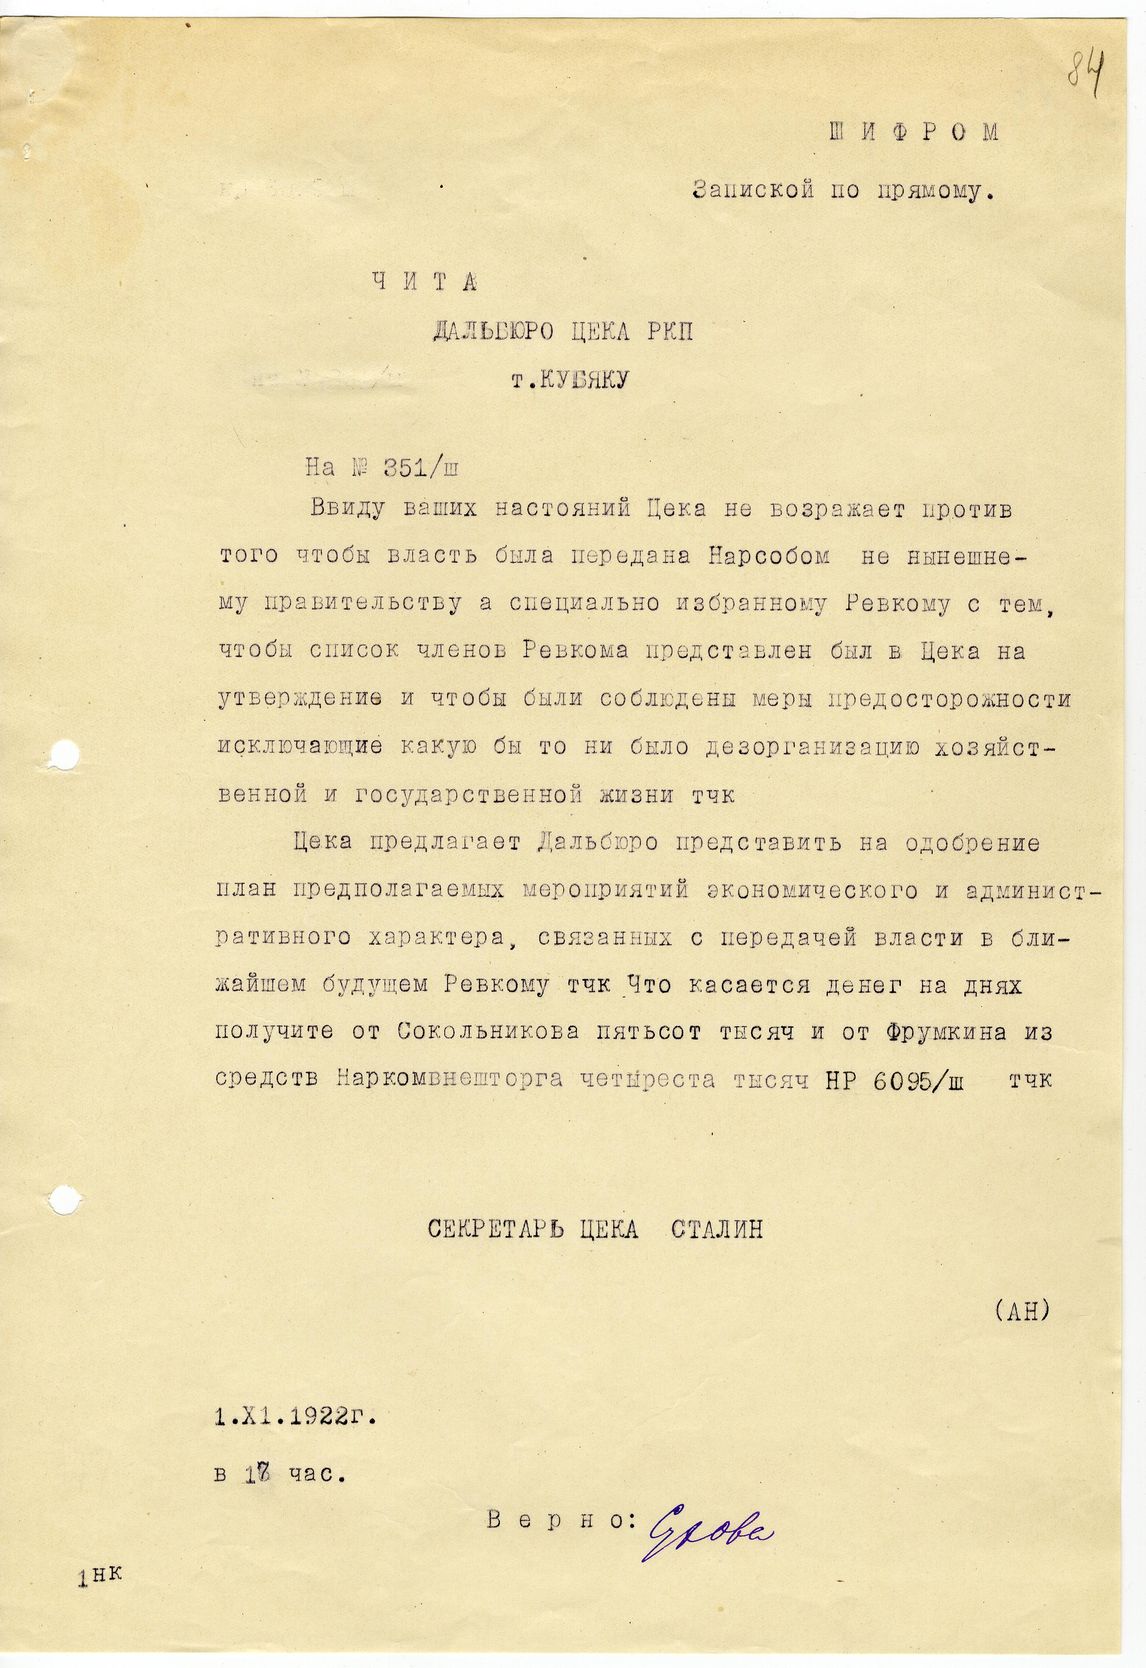 84
ШИФРОМ
Запиской по прямому.
ЧИТА
ДАЛЬБЮРО ЦЕКА РКП
т.КУБЯКУ
На № 351/ш
Ввиду ваших настояний Цека не возражает против
того чтобы власть была передана Нарсобом не нынешне-
му правительству а специально избранному Ревкому с тем,
чтобы список членов Ревкома представлен был в Цека на
утверждение и чтобы были соблюдены меры предосторожности
исключающие какую бы то ни было дезорганизацию хозяйст-
венной и государственной жизни тчк
Цека предлагает Дальбюро представить на одобрение
план предполагаемых мероприятий экономического и админист-
ративного характера, связанных с передачей власти в бли-
жайшем будущем Ревкому тчк Что касается денег на днях
получите от Сокольникова пятьсот тысяч и от Фрумкина из
средств Наркомвнешторга четыреста тысяч НР 6095/ш тчк
СЕКРЕТАРЬ ЦЕКА СТАЛИН
(АН)
1.XI.1922г.
в час.
Верно:
1нк